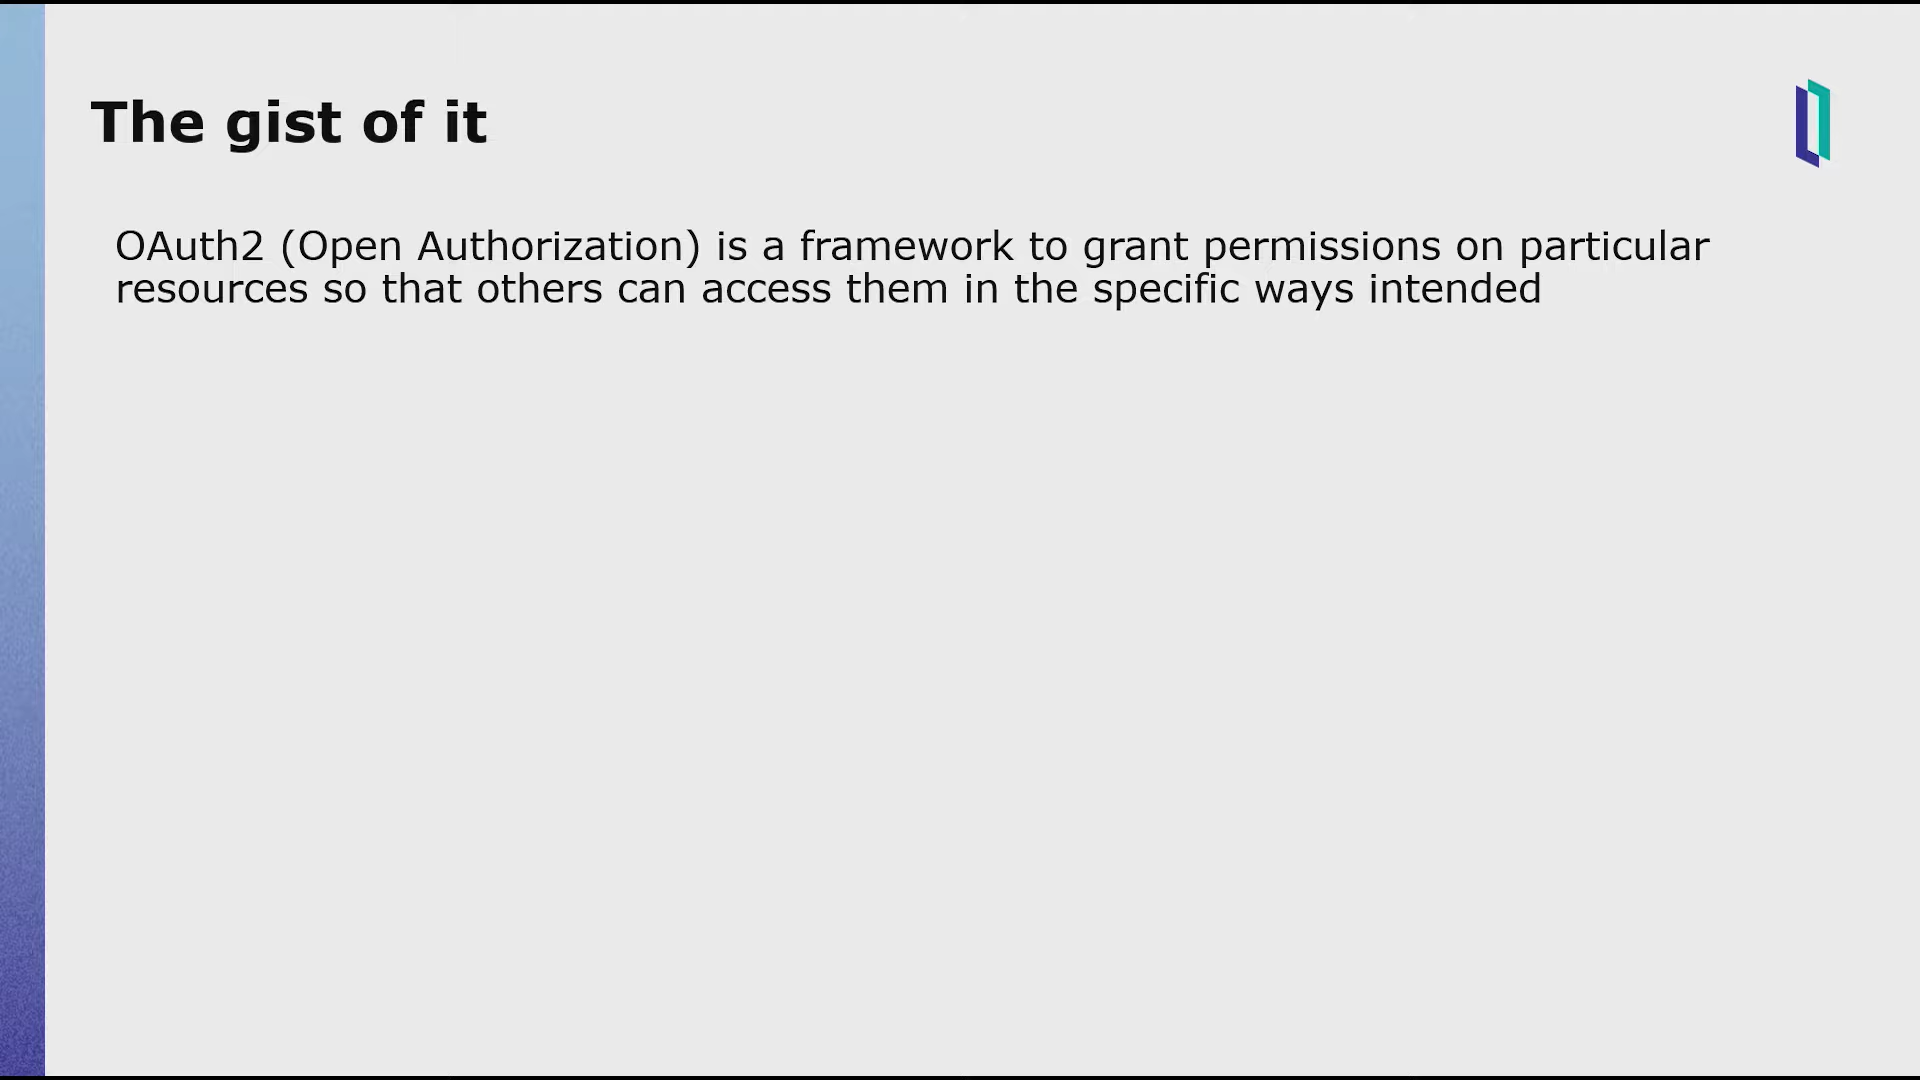 The gist of it
OAuth2 (Open Authorization) is a framework to grant permissions on particular
resources so that others can access them in the specific ways intended